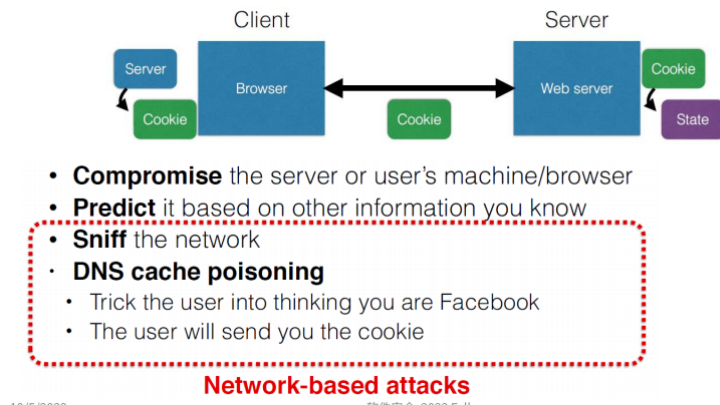 Client
Server
Server
Cookie
Browser
Cookie
Web server
Cookie
State
• Compromise the server or user's machine/browser
• Predict it based on other information you know
• Sniff the network
• DNS cache poisoning
• Trick the user into thinking you are Facebook
• The user will send you the cookie
Network-based attacks